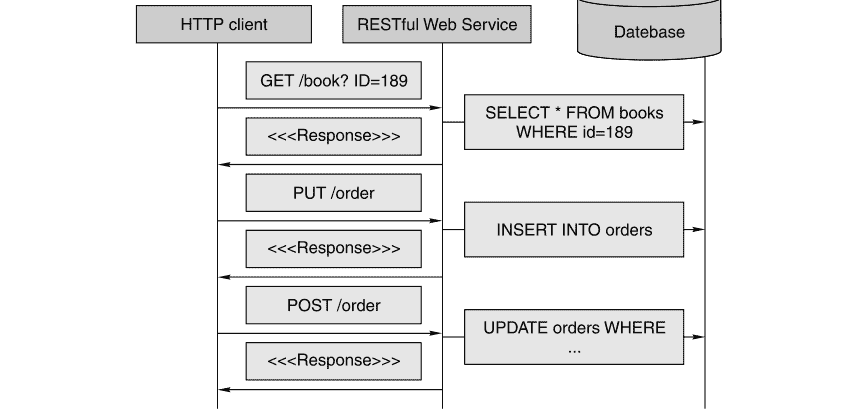 HTTP client
RESTful Web Service
Datebase
GET /book? ID=189
SELECT * FROM books
WHERE id=189
<<<Response>>>
PUT /order
INSERT INTO orders
<<<Response>>>
POST /order
UPDATE orders WHERE
...
<<<Response>>>